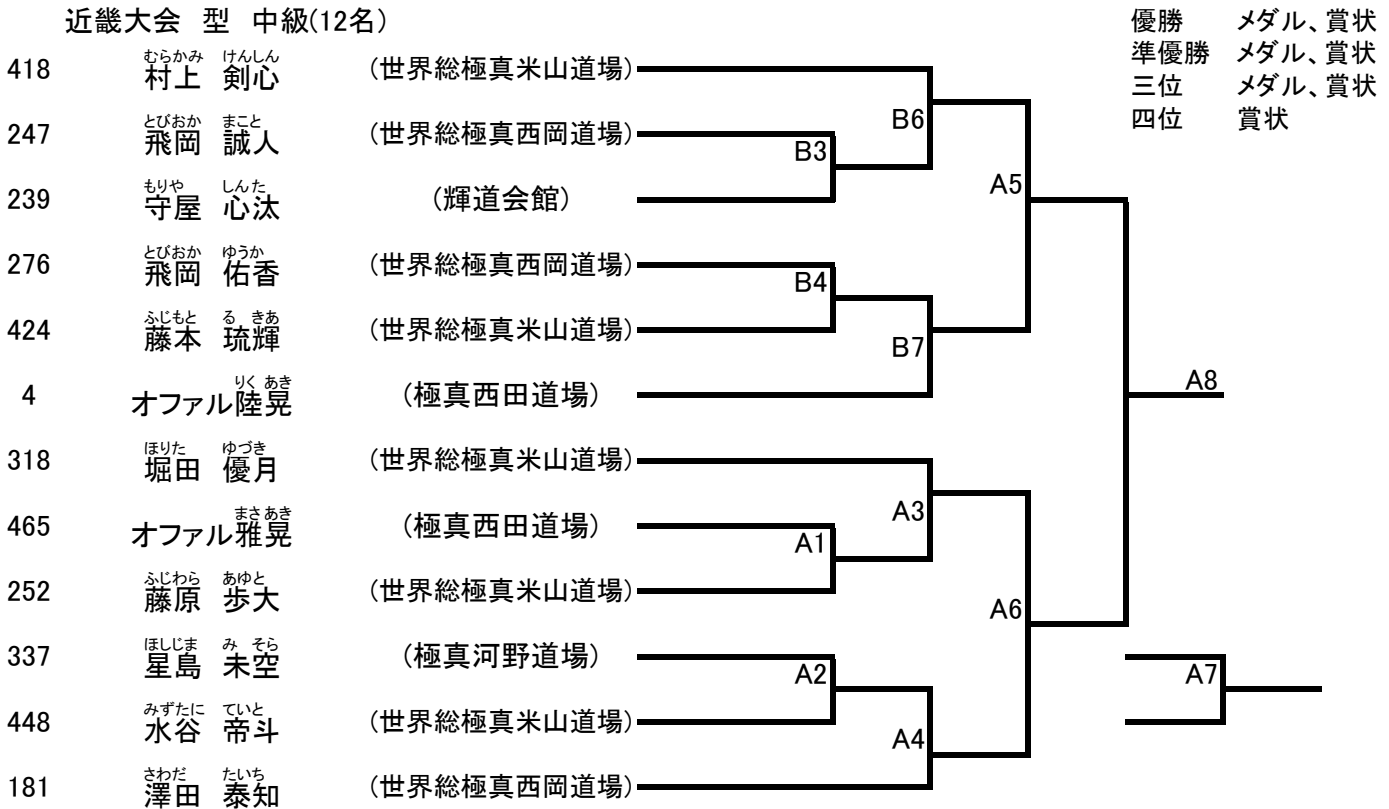 近畿大会 型 中級(12名)
優勝 メダル、賞状
準優勝 メダル、賞状
三位 メダル、賞状
四位 賞状
むらかみ けんしん
418 村上 剣心 (世界総極真米山道場)
B6
とびおか まこと
247 飛岡 誠人 (世界総極真西岡道場)
B3
A5
もりや しんた
239 守屋 心汰 (輝道会館)
とびおか ゆうか
276 飛岡 佑香 (世界総極真西岡道場)
B4
ふじもと る きあ
424 藤本 琉輝 (世界総極真米山道場)
B7
りく あき
4 オファル陸晃 (極真西田道場)
A8
ほりた ゆづき
318 堀田 優月 (世界総極真米山道場)
A3
まさあき
465 オファル雅晃 (極真西田道場)
A1
ふじわら あゆと
252 藤原 歩大 (世界総極真米山道場)
A6
ほしじま み そら
337 星島 未空 (極真河野道場)
A2
A7
みずたに ていと
448 水谷 帝斗 (世界総極真米山道場)
A4
さわだ たいち
181 澤田 泰知 (世界総極真西岡道場)